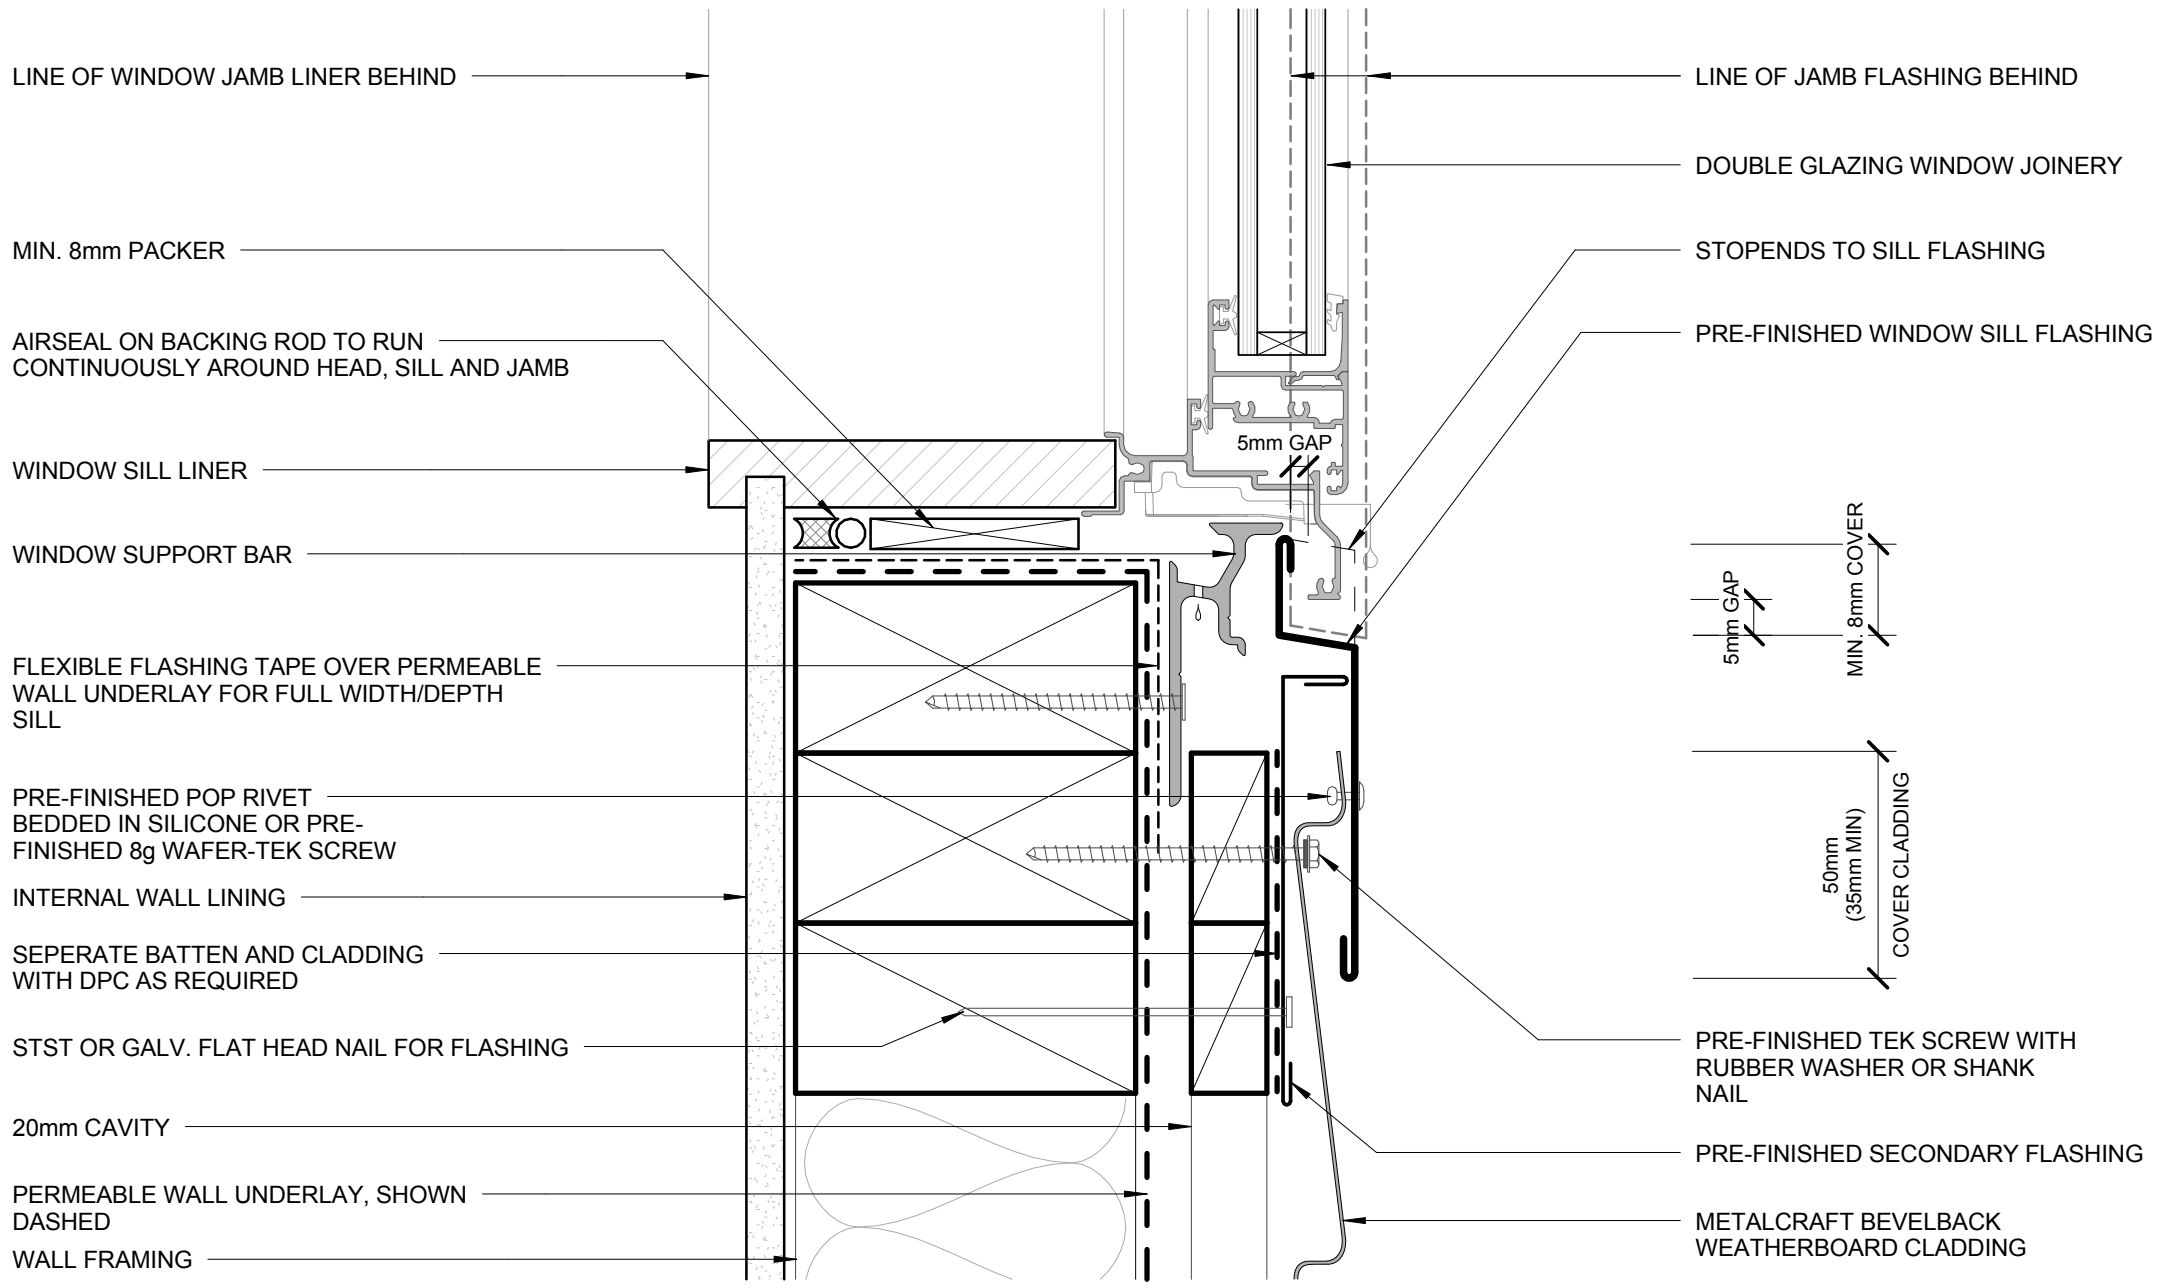 LINE OF WINDOW JAMB LINER BEHIND
MIN. 8mm PACKER
AIRSEAL ON BACKING ROD TO RUN
CONTINUOUSLY AROUND HEAD, SILL AND JAMB
WINDOW SILL LINER
WINDOW SUPPORT BAR
FLEXIBLE FLASHING TAPE OVER PERMEABLE
WALL UNDERLAY FOR FULL WIDTH/DEPTH
SILL
PRE-FINISHED POP RIVET
BEDDED IN SILICONE OR PRE-
FINISHED 8g WAFER-TEK SCREW
INTERNAL WALL LINING
SEPERATE BATTEN AND CLADDING
WITH DPC AS REQUIRED
STST OR GALV. FLAT HEAD NAIL FOR FLASHING
20mm CAVITY
PERMEABLE WALL UNDERLAY, SHOWN
DASHED
WALL FRAMING
5mm GAP
LINE OF JAMB FLASHING BEHIND
DOUBLE GLAZING WINDOW JOINERY
STOPENDS TO SILL FLASHING
PRE-FINISHED WINDOW SILL FLASHING
5mm GAP
MIN. 8mm COVER
50mm
(35mm MIN)
COVER CLADDING
PRE-FINISHED TEK SCREW WITH
RUBBER WASHER OR SHANK
NAIL
PRE-FINISHED SECONDARY FLASHING
METALCRAFT BEVELBACK
WEATHERBOARD CLADDING